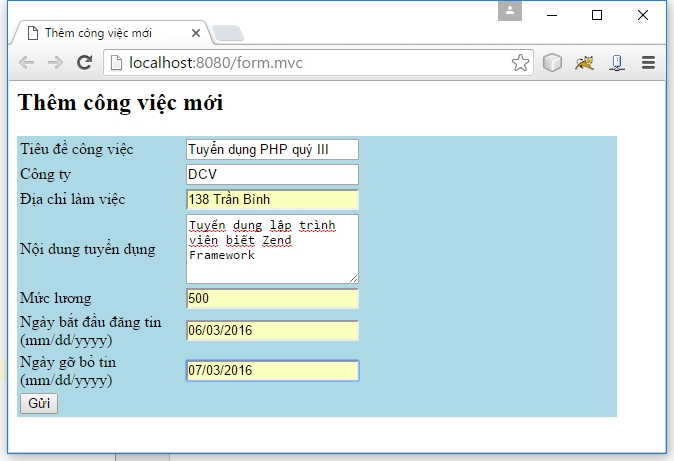 Thêm công việc mới
localhost:8080/form.mvc
Thêm công việc mới
Tiêu đề công việc Tuyển dụng PHP quý III
Công ty DCV
Địa chỉ làm việc 138 Trần Bình
Nội dung tuyển dụng
Tuyển dụng lập trình
viên biết Zend
Framework
Mức lương 500
Ngày bắt đầu đăng tin
(mm/dd/yyyy)
06/03/2016
Ngày gỡ bỏ tin
(mm/dd/yyyy)
07/03/2016
Gửi